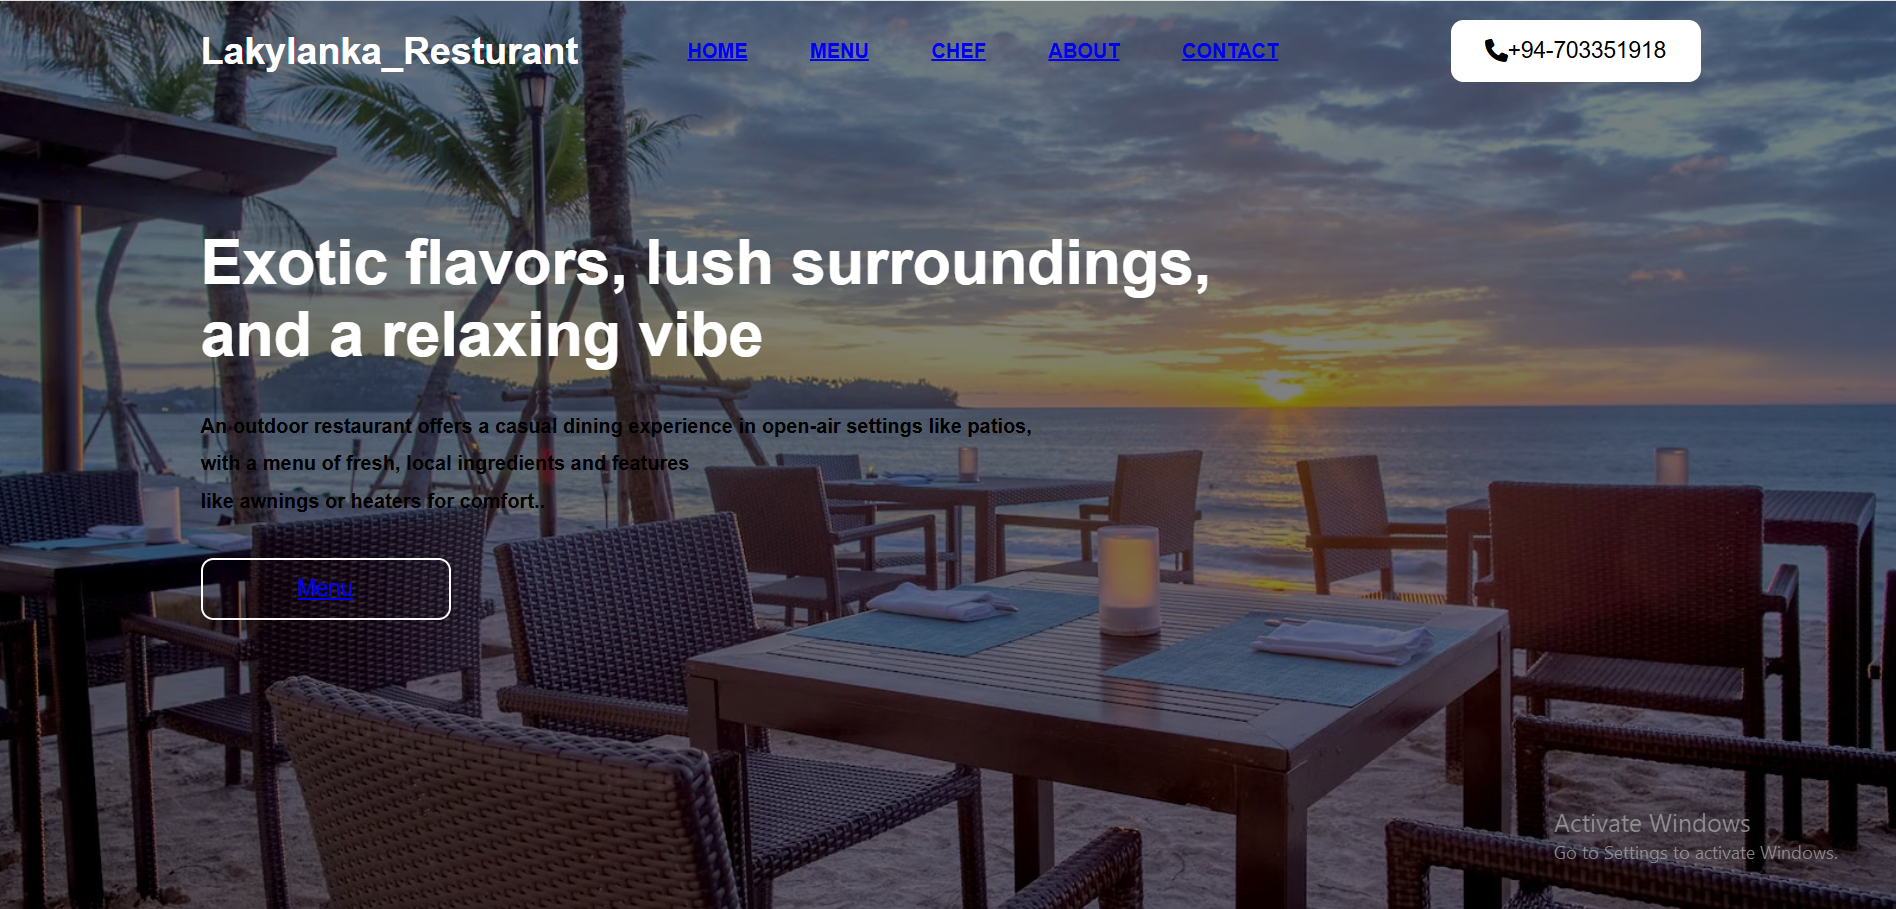 Lakylanka_Resturant
HOME
MENU
CHEF
ABOUT
CONTACT
+94-703351918
Exotic flavors, lush surroundings,
and a relaxing vibe
An outdoor restaurant offers a casual dining experience in open-air settings like patios,
with a menu of fresh, local ingredients and features
like awnings or heaters for comfort..
Menu
Activate Windows
Go to Settings to activate Windows.